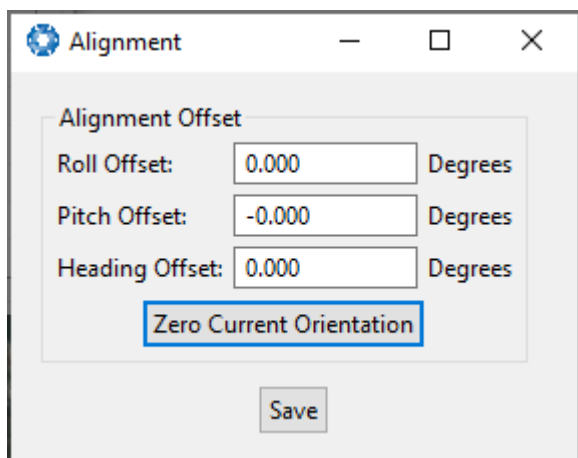 Alignment
Alignment Offset
Roll Offset: 0.000 Degrees
Pitch Offset: -0.000 Degrees
Heading Offset: 0.000 Degrees
Zero Current Orientation
Save